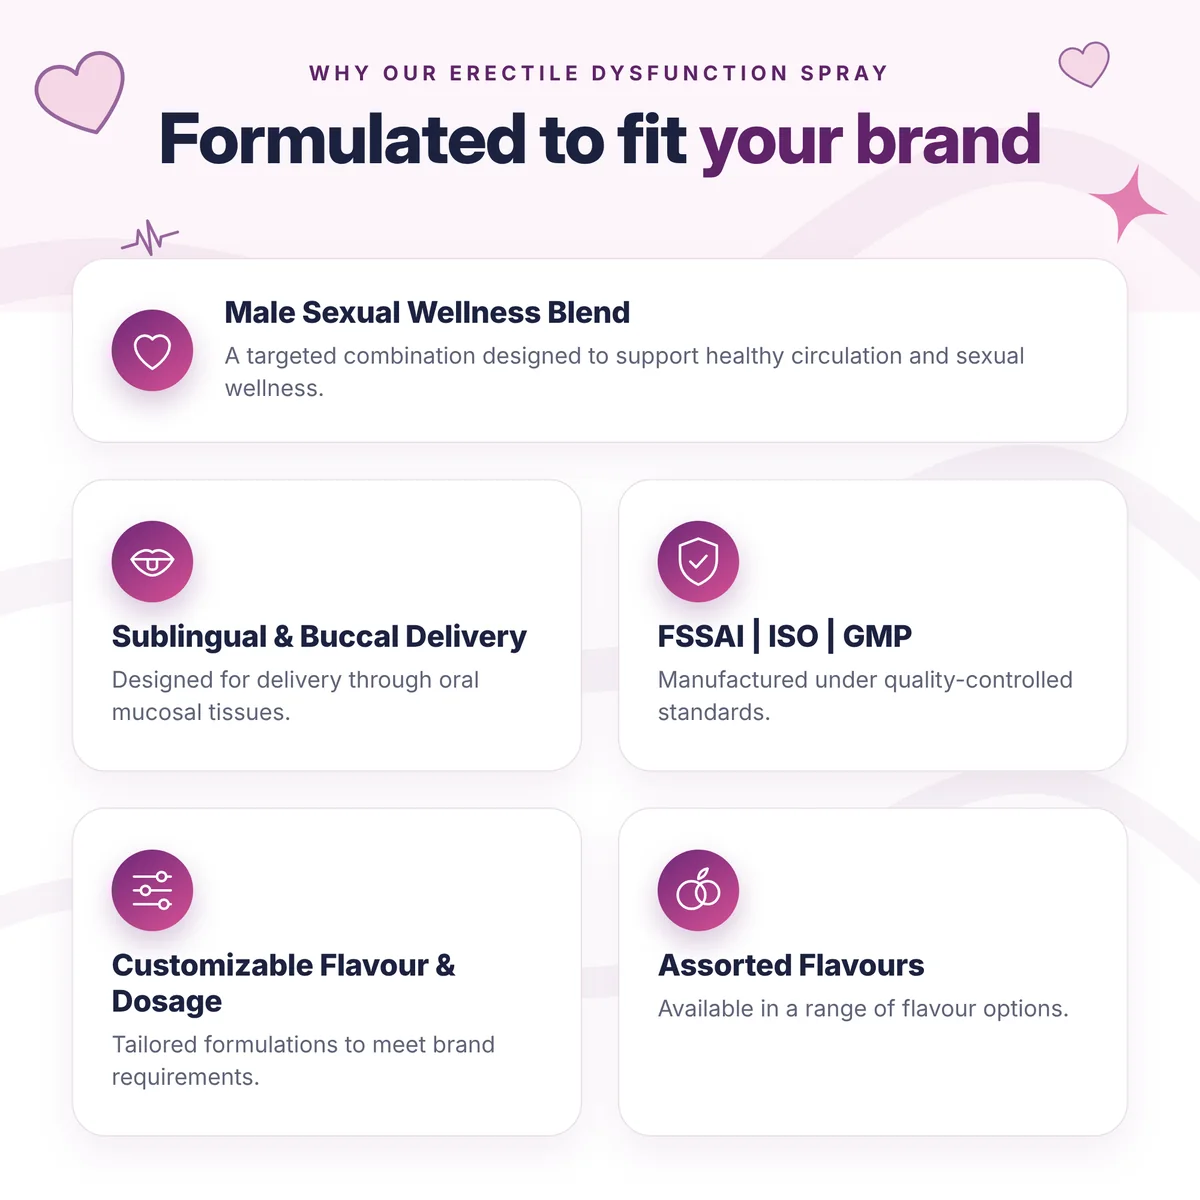 WHY OUR ERECTILE DYSFUNCTION SPRAY
Formulated to fit your brand
Male Sexual Wellness Blend
A targeted combination designed to support healthy circulation and sexual
wellness.
Sublingual & Buccal Delivery
Designed for delivery through oral
mucosal tissues.
FSSAI | ISO | GMP
Manufactured under quality-controlled
standards.
Customizable Flavour &
Dosage
Tailored formulations to meet brand
requirements.
Assorted Flavours
Available in a range of flavour options.